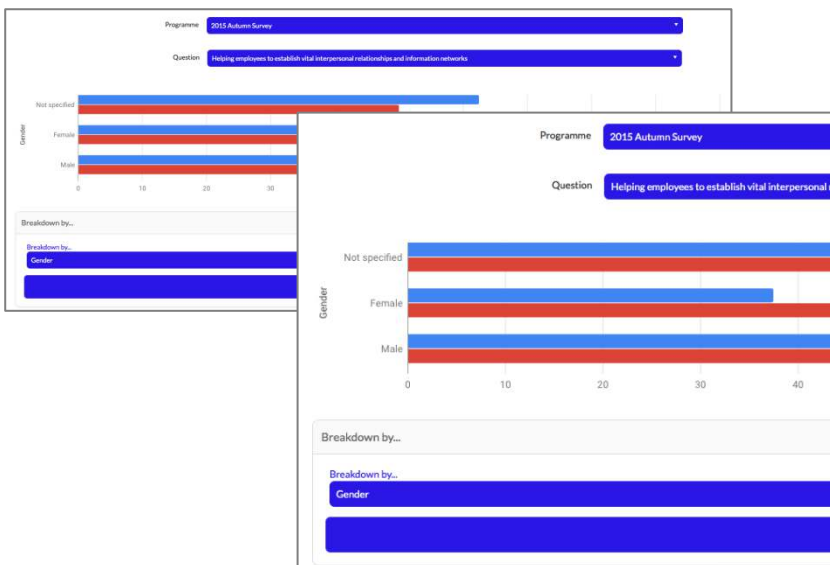 Programme 2015 Autumn Survey
Question Helping employees to establish vital interpersonal relationships and information networks
Not specified
Gender
Female
Male
0 10 20 30
Breakdown by...
Breakdown by...
Gender
Programme 2015 Autumn Survey
Question Helping employees to establish vital interpersonal
Not specified
Gender
Female
Male
0 10 20 30 40
Breakdown by...
Breakdown by...
Gender